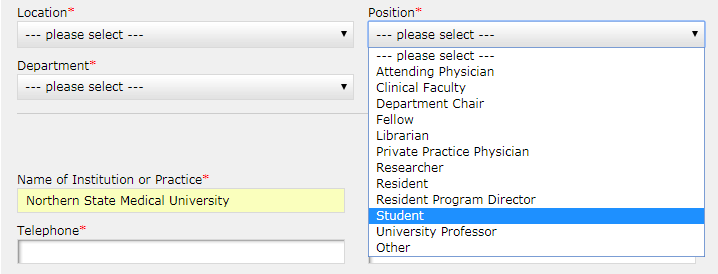 Location*
--- please select ---
Department*
--- please select ---
Name of Institution or Practice*
Northern State Medical University
Telephone*
Position*
--- please select ---
--- please select ---
Attending Physician
Clinical Faculty
Department Chair
Fellow
Librarian
Private Practice Physician
Researcher
Resident
Resident Program Director
Student
University Professor
Other